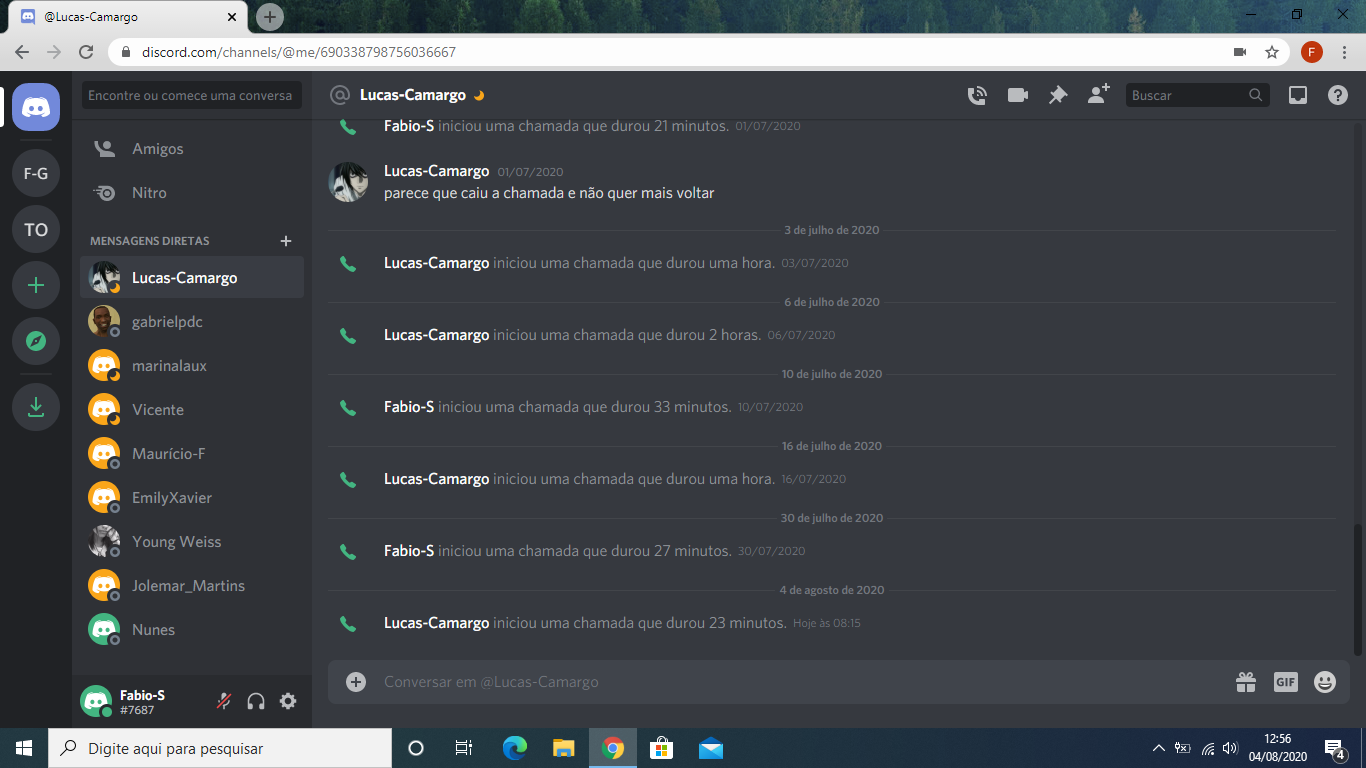 @Lucas-Camargo
discord.com/channels/@me/690338798756036667
F
Encontre ou comece uma conversa
Lucas-Camargo
Buscar
F-G
TO
Amigos
Nitro
MENSAGENS DIRETAS
Lucas-Camargo
gabrielpdc
marinalaux
Vicente
Maurício-F
EmilyXavier
Young Weiss
Jolemar_Martins
Nunes
Fabio-S
#7687
Fabio-S iniciou uma chamada que durou 21 minutos. 01/07/2020
Lucas-Camargo 01/07/2020
parece que caiu a chamada e não quer mais voltar
3 de julho de 2020
Lucas-Camargo iniciou uma chamada que durou uma hora. 03/07/2020
6 de julho de 2020
Lucas-Camargo iniciou uma chamada que durou 2 horas. 06/07/2020
10 de julho de 2020
Fabio-S iniciou uma chamada que durou 33 minutos. 10/07/2020
16 de julho de 2020
Lucas-Camargo iniciou uma chamada que durou uma hora. 16/07/2020
30 de julho de 2020
Fabio-S iniciou uma chamada que durou 27 minutos. 30/07/2020
4 de agosto de 2020
Lucas-Camargo iniciou uma chamada que durou 23 minutos. Hoje às 08:15
Conversar em @Lucas-Camargo
GIF
Digite aqui para pesquisar
12:56
04/08/2020
4